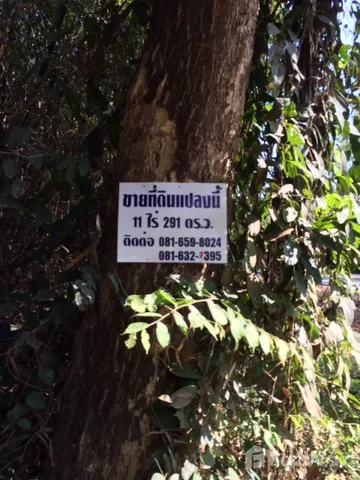 ขายที่ดินแปลงนี้
11 ไร่ 291 ตร.ว.
ติดต่อ 081-659-8024